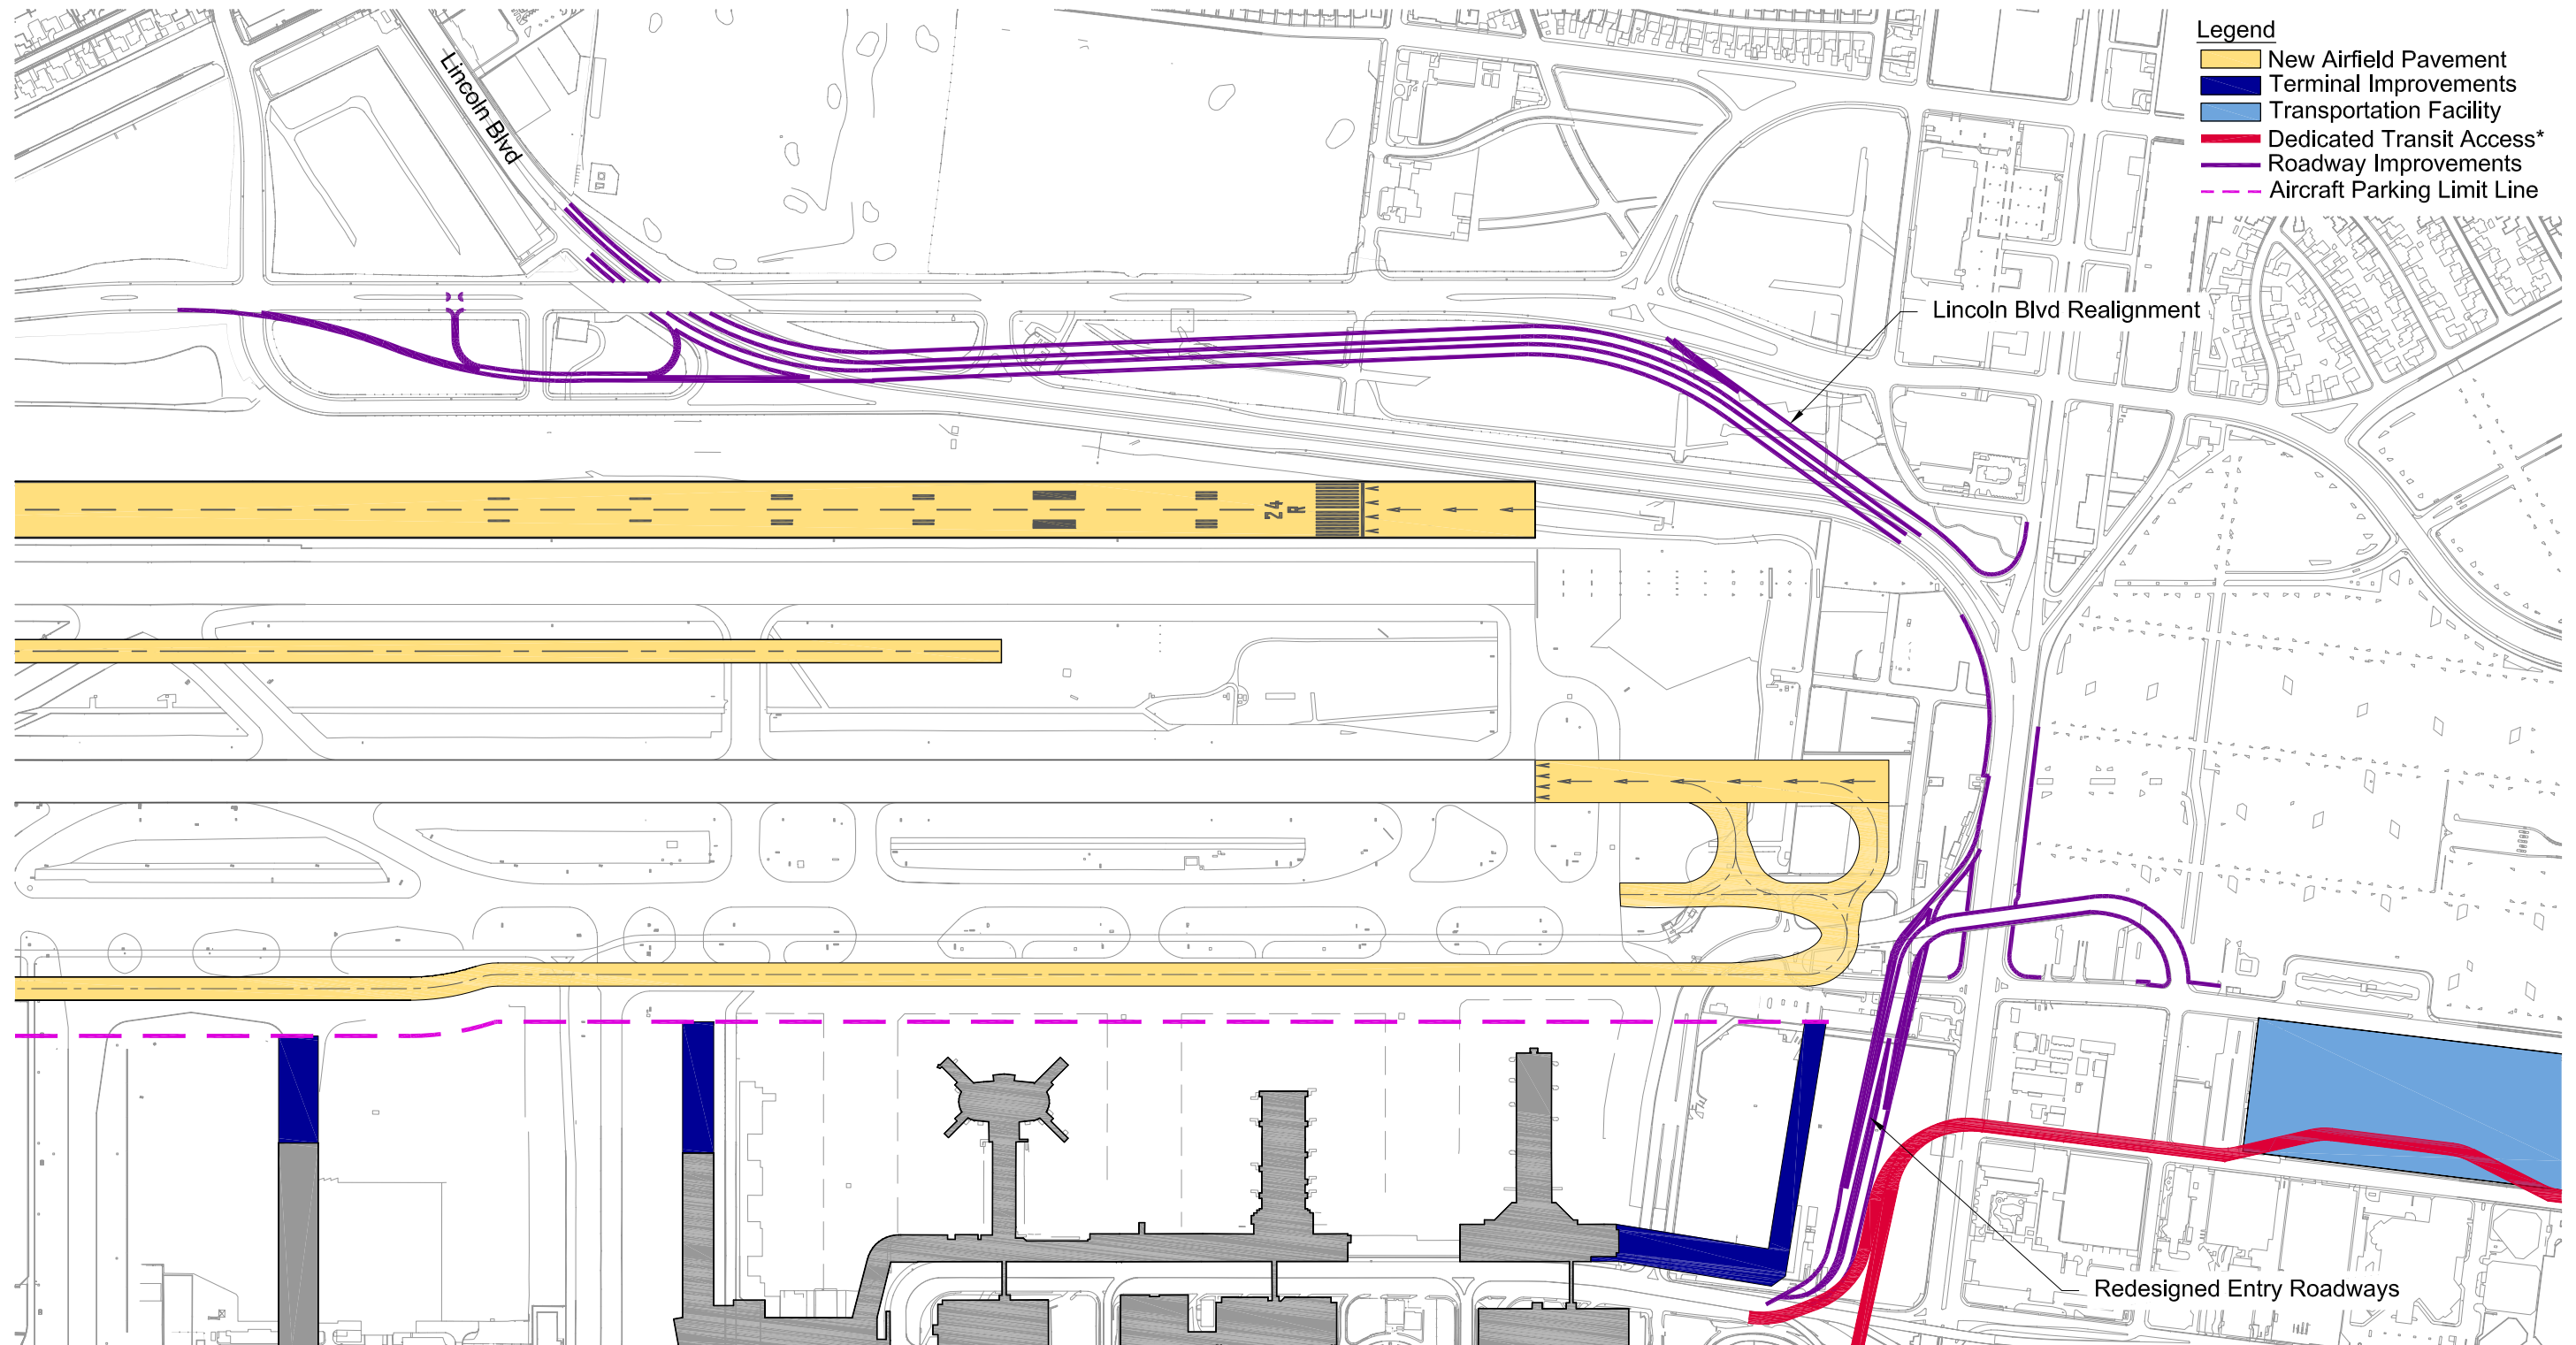 Legend
New Airfield Pavement
Terminal Improvements
Transportation Facility
Dedicated Transit Access*
Roadway Improvements
Aircraft Parking Limit Line
Lincoln Blvd
Lincoln Blvd Realignment
24
R
Redesigned Entry Roadways